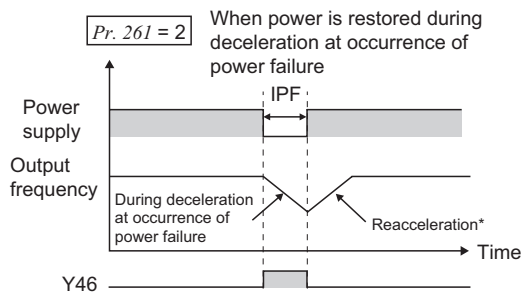 Pr. 261 = 2
When power is restored during
deceleration at occurrence of
power failure
IPF
Power
supply
Output
frequency
During deceleration
at occurrence of
power failure
Reacceleration*
Time
Y46